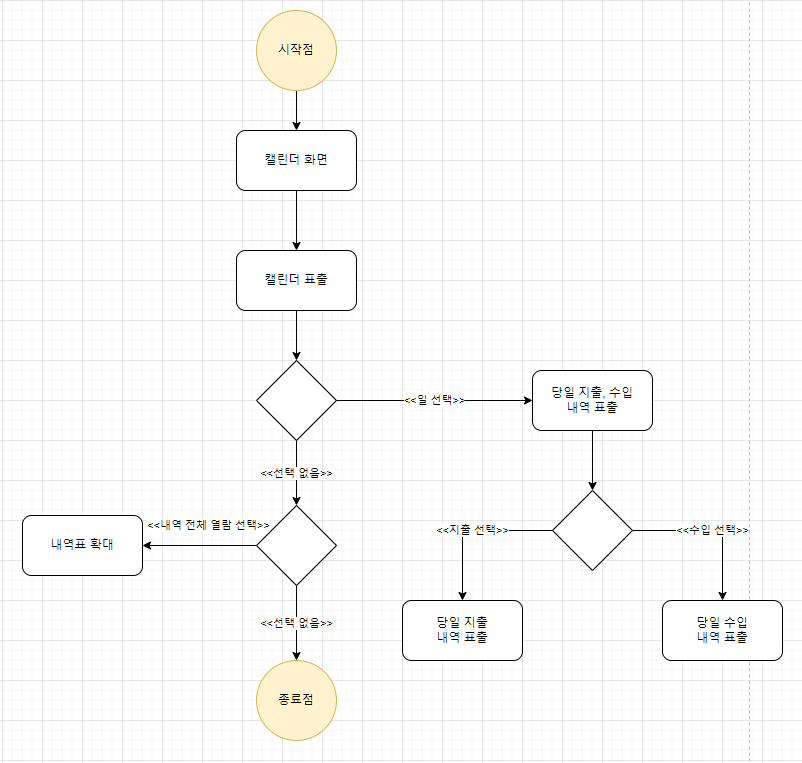 시작점
캘린더 화면
캘린더 표출
<<일 선택>>
당일 지출, 수입
내역 표출
<<선택 없음>>
<<내역 전체 열람 선택>>
내역표 확대
<<지출 선택>>
<<수입 선택>>
당일 지출
내역 표출
당일 수입
내역 표출
<<선택 없음>>
종료점